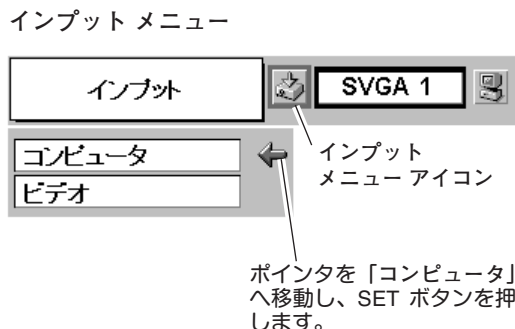 インプット メニュー
インプット
SVGA 1
コンピュータ
ビデオ
インプット
メニュー アイコン
ポインタを「コンピュータ」
へ移動し、SET ボタンを押
します。